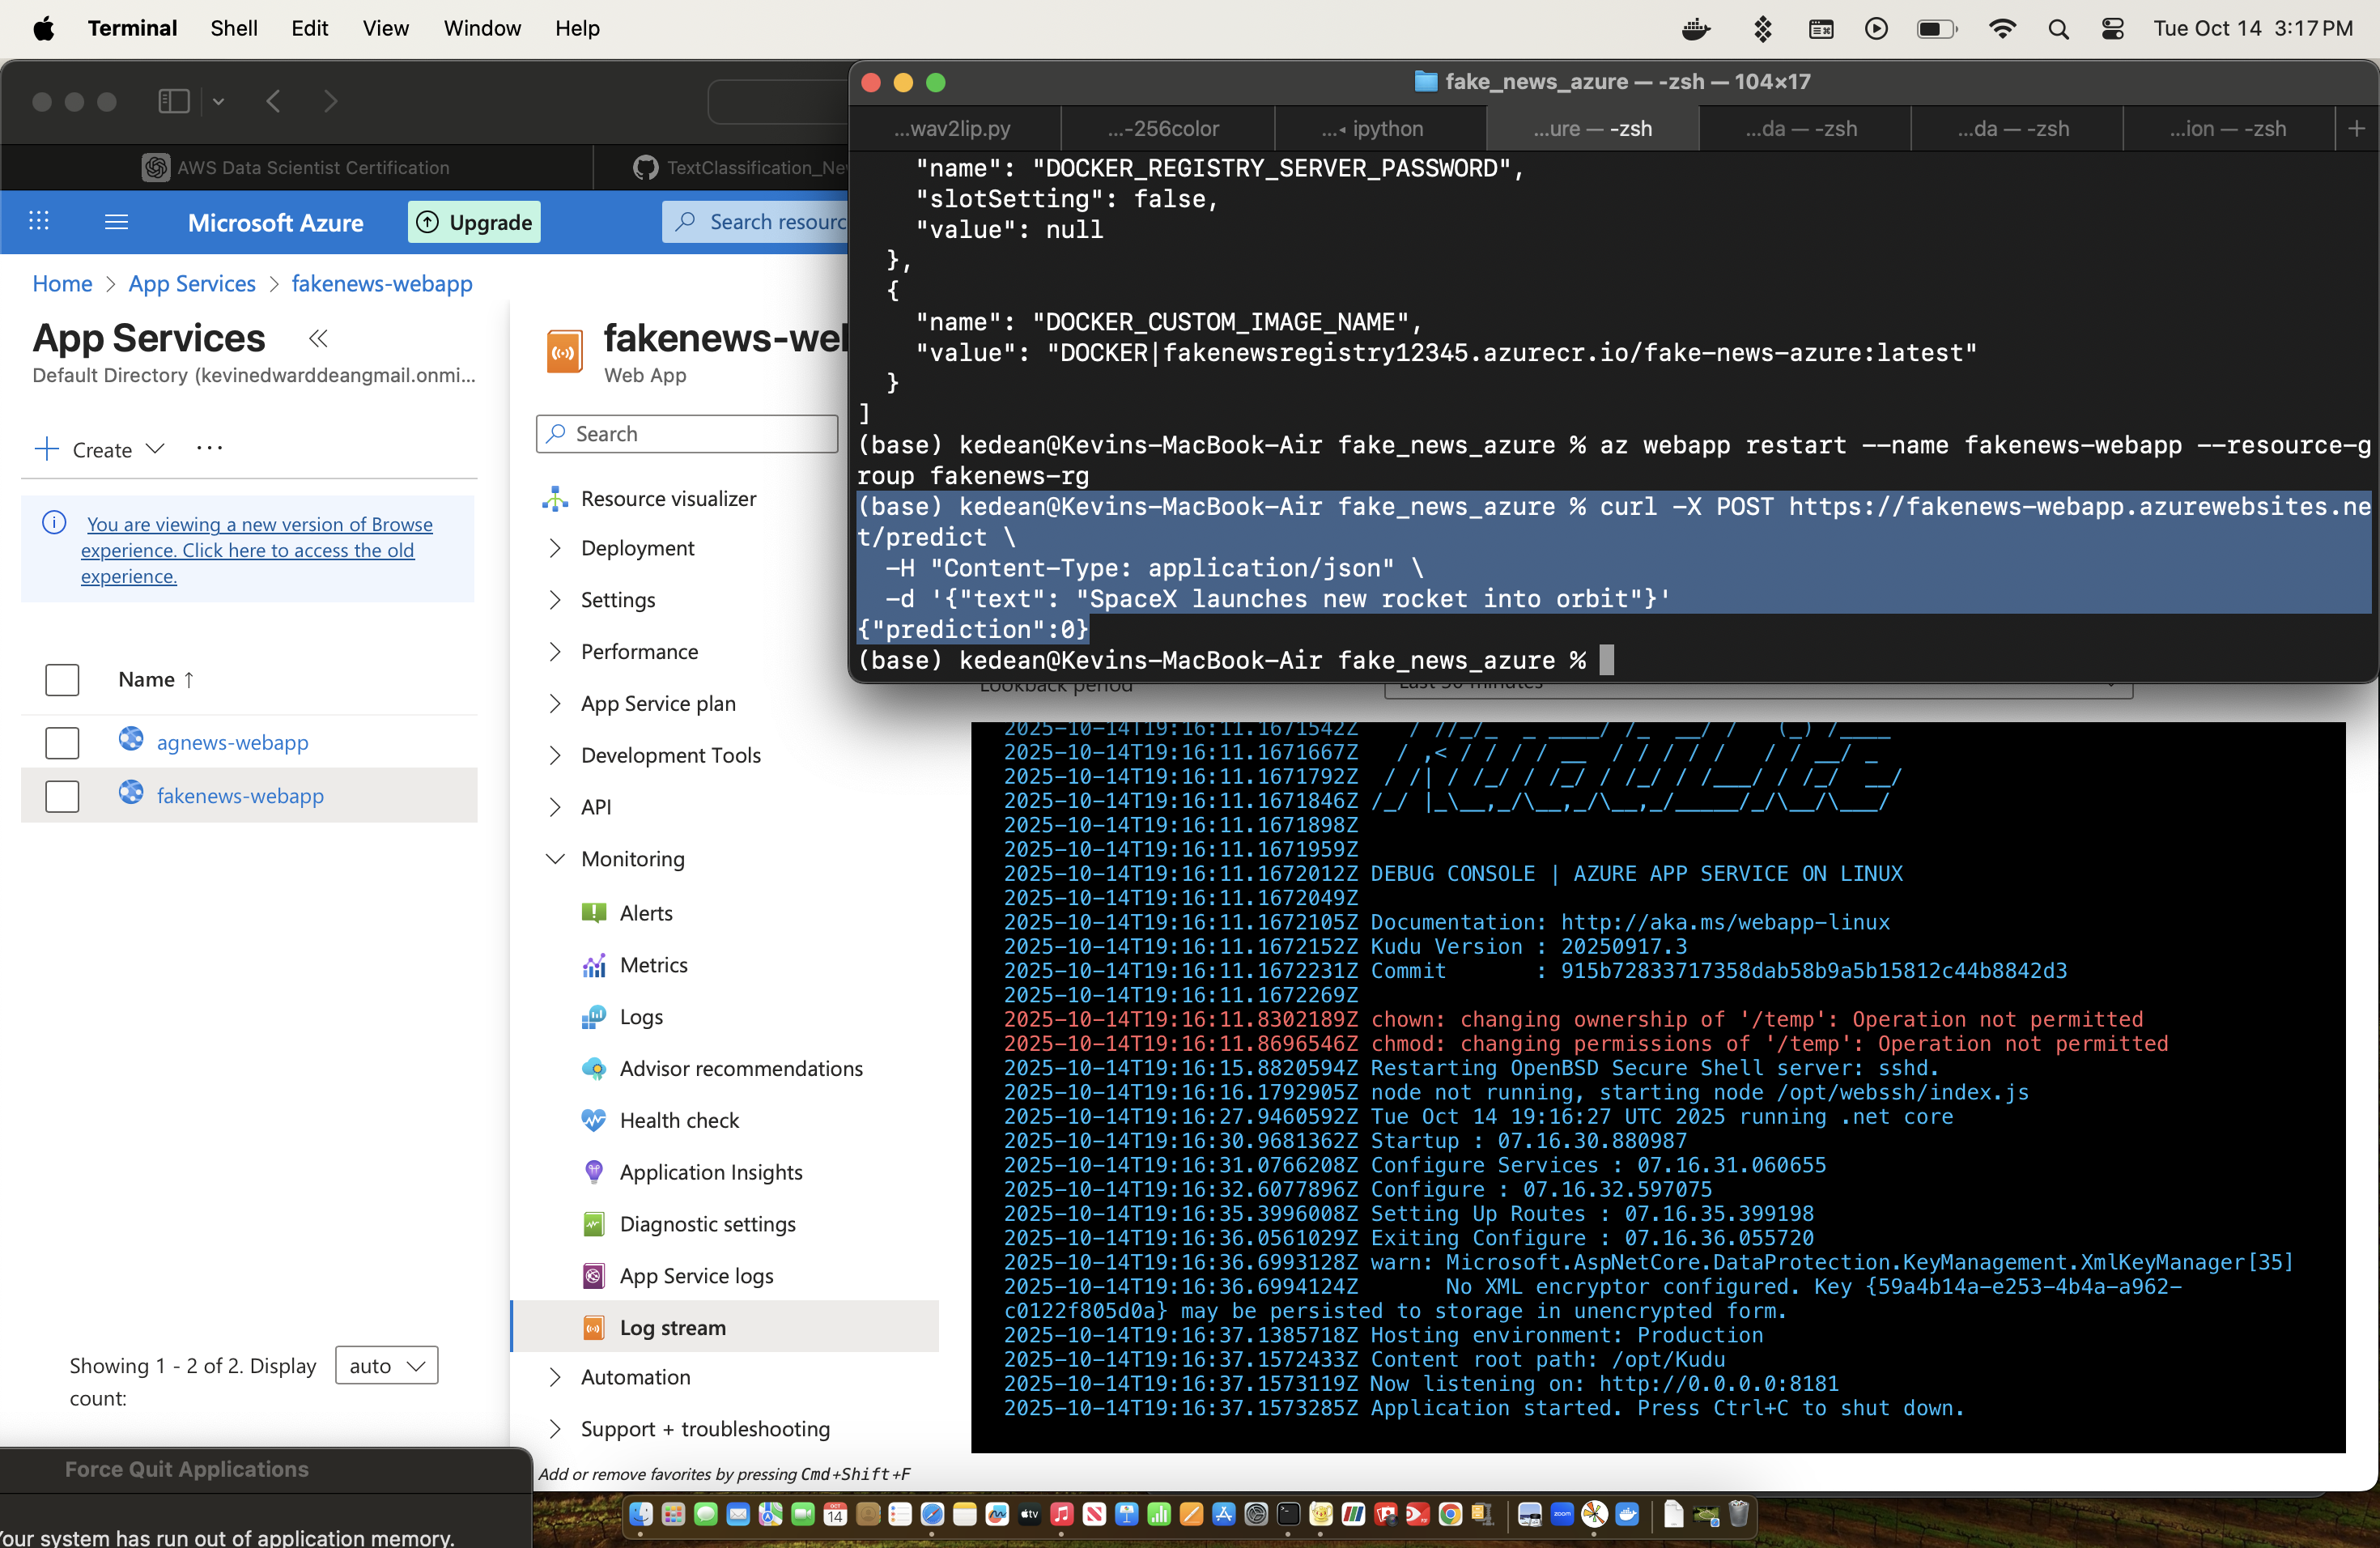 Terminal Shell Edit View Window Help
Tue Oct 14 3:17 PM
fake_news_azure — -zsh — 104×17
...wav2lip.py
...-256color
...◂ ipython
...ure — -zsh
...da — -zsh
...da — -zsh
...ion — -zsh
AWS Data Scientist Certification
TextClassification_Ne
Microsoft Azure
Upgrade
Search resourc
Home > App Services > fakenews-webapp
App Services
Default Directory (kevinedwarddeangmail.onmi...
Create
You are viewing a new version of Browse
experience. Click here to access the old
experience.
Name ↑
agnews-webapp
fakenews-webapp
Showing 1 - 2 of 2. Display
count:
auto
fakenews-we
Web App
Search
Resource visualizer
Deployment
Settings
Performance
App Service plan
Development Tools
API
Monitoring
Alerts
Metrics
Logs
Advisor recommendations
Health check
Application Insights
Diagnostic settings
App Service logs
Log stream
Automation
Support + troubleshooting
Add or remove favorites by pressing Cmd+Shift+F
"name": "DOCKER_REGISTRY_SERVER_PASSWORD",
"slotSetting": false,
"value": null
},
{
"name": "DOCKER_CUSTOM_IMAGE_NAME",
"value": "DOCKER|fakenewsregistry12345.azurecr.io/fake-news-azure:latest"
}
]
(base) kedean@Kevins-MacBook-Air fake_news_azure % az webapp restart --name fakenews-webapp --resource-g
roup fakenews-rg
(base) kedean@Kevins-MacBook-Air fake_news_azure % curl -X POST https://fakenews-webapp.azurewebsites.ne
t/predict \
-H "Content-Type: application/json" \
-d '{"text": "SpaceX launches new rocket into orbit"}'
{"prediction":0}
(base) kedean@Kevins-MacBook-Air fake_news_azure %
Lookback period
Last 30 minutes
2025-10-14T19:16:11.1671542Z / //_/_ _ ____/ /_ __/ / (_) /____
2025-10-14T19:16:11.1671667Z / ,< / / / / __ / / / / / / / __/ _
2025-10-14T19:16:11.1671792Z / /| / /_/ / /_/ / /_/ / /___/ / /_/ __/
2025-10-14T19:16:11.1671846Z /_/ |_\__,_/\__,_/\__,_/_____/_/\__/\___/
2025-10-14T19:16:11.1671898Z
2025-10-14T19:16:11.1671959Z
2025-10-14T19:16:11.1672012Z DEBUG CONSOLE | AZURE APP SERVICE ON LINUX
2025-10-14T19:16:11.1672049Z
2025-10-14T19:16:11.1672105Z Documentation: http://aka.ms/webapp-linux
2025-10-14T19:16:11.1672152Z Kudu Version : 20250917.3
2025-10-14T19:16:11.1672231Z Commit : 915b72833717358dab58b9a5b15812c44b8842d3
2025-10-14T19:16:11.1672269Z
2025-10-14T19:16:11.8302189Z chown: changing ownership of '/temp': Operation not permitted
2025-10-14T19:16:11.8696546Z chmod: changing permissions of '/temp': Operation not permitted
2025-10-14T19:16:15.8820594Z Restarting OpenBSD Secure Shell server: sshd.
2025-10-14T19:16:16.1792905Z node not running, starting node /opt/webssh/index.js
2025-10-14T19:16:27.9460592Z Tue Oct 14 19:16:27 UTC 2025 running .net core
2025-10-14T19:16:30.9681362Z Startup : 07.16.30.880987
2025-10-14T19:16:31.0766208Z Configure Services : 07.16.31.060655
2025-10-14T19:16:32.6077896Z Configure : 07.16.32.597075
2025-10-14T19:16:35.3996008Z Setting Up Routes : 07.16.35.399198
2025-10-14T19:16:36.0561029Z Exiting Configure : 07.16.36.055720
2025-10-14T19:16:36.6993128Z warn: Microsoft.AspNetCore.DataProtection.KeyManagement.XmlKeyManager[35]
2025-10-14T19:16:36.6994124Z No XML encryptor configured. Key {59a4b14a-e253-4b4a-a962-
c0122f805d0a} may be persisted to storage in unencrypted form.
2025-10-14T19:16:37.1385718Z Hosting environment: Production
2025-10-14T19:16:37.1572433Z Content root path: /opt/Kudu
2025-10-14T19:16:37.1573119Z Now listening on: http://0.0.0.0:8181
2025-10-14T19:16:37.1573285Z Application started. Press Ctrl+C to shut down.
Force Quit Applications
Your system has run out of application memory.
OCT
14
tv
zoom